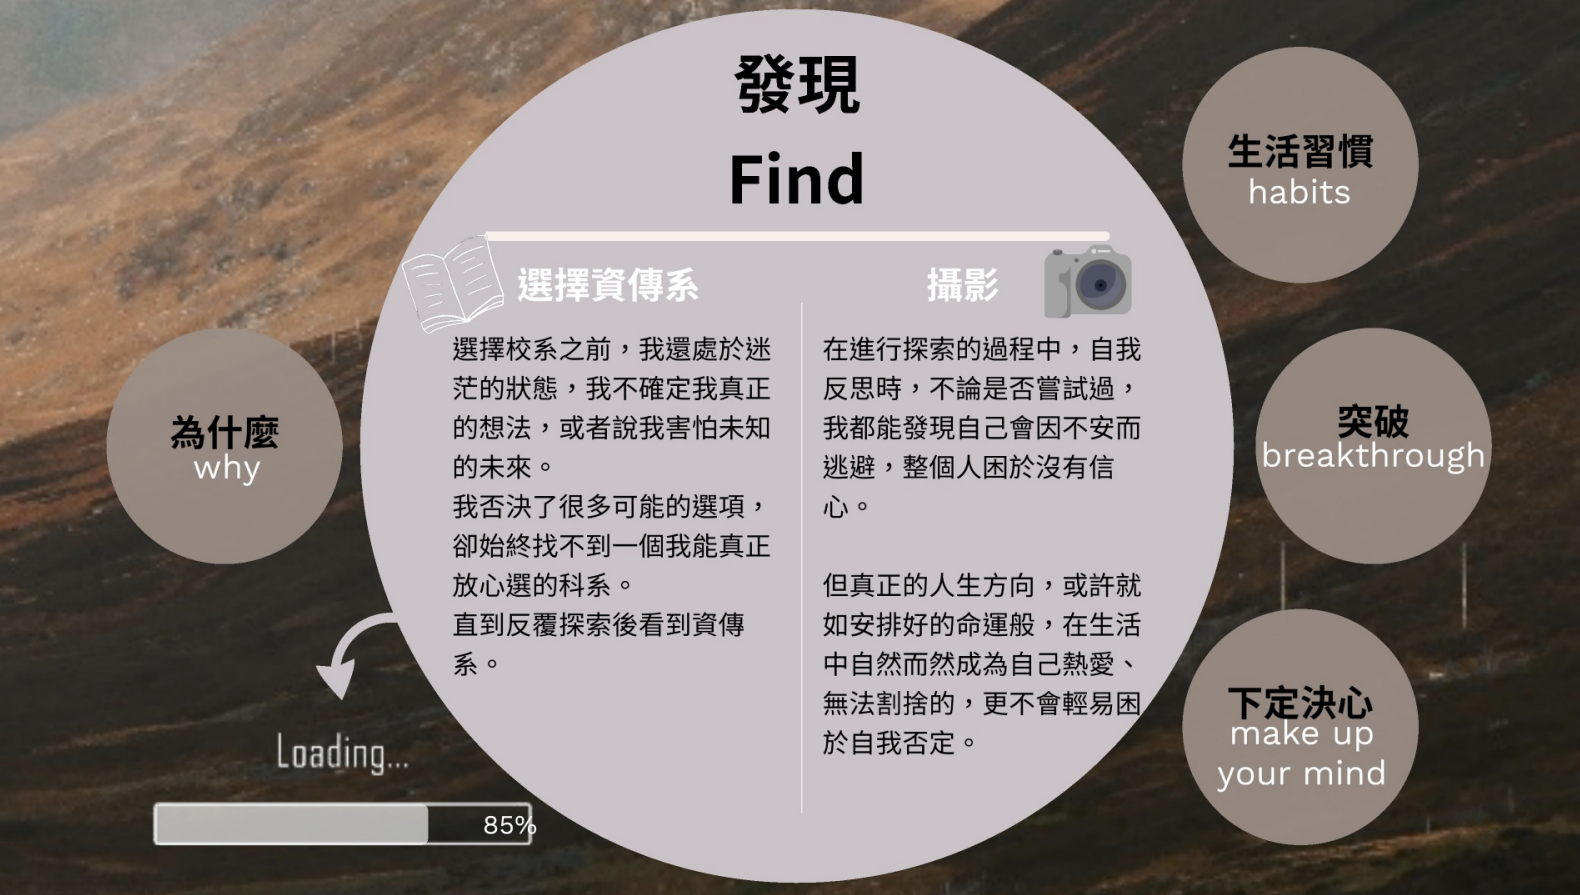 發現
Find
選擇資傳系
選擇校系之前，我還處於迷
茫的狀態，我不確定我真正
的想法，或者說我害怕未知
的未來。
我否決了很多可能的選項，
卻始終找不到一個我能真正
放心選的科系。
直到反覆探索後看到資傳
系。
攝影
在進行探索的過程中，自我
反思時，不論是否嘗試過，
我都能發現自己會因不安而
逃避，整個人困於沒有信
心。
但真正的人生方向，或許就
如安排好的命運般，在生活
中自然而然成為自己熱愛、
無法割捨的，更不會輕易困
於自我否定。
為什麼
why
Loading...
85%
生活習慣
habits
突破
breakthrough
下定決心
make up
your mind